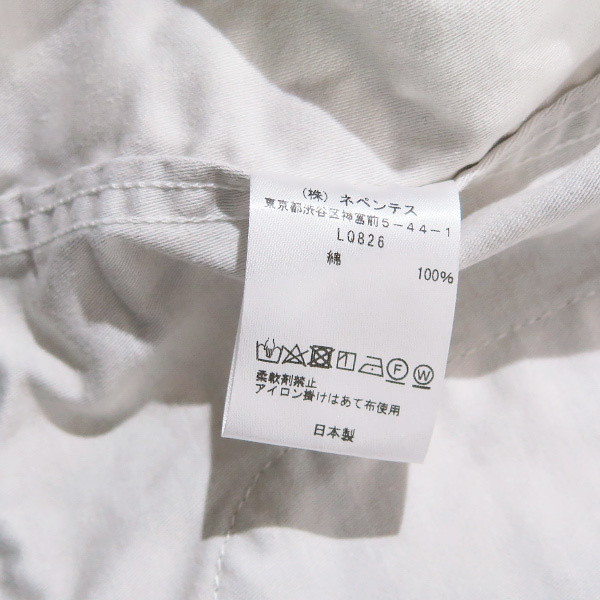 (株) ネペンテス
東京都渋谷区神宮前5-44-1
LQ826
綿 100%
F W
柔軟剤禁止
アイロン掛けはあて布使用
日本製